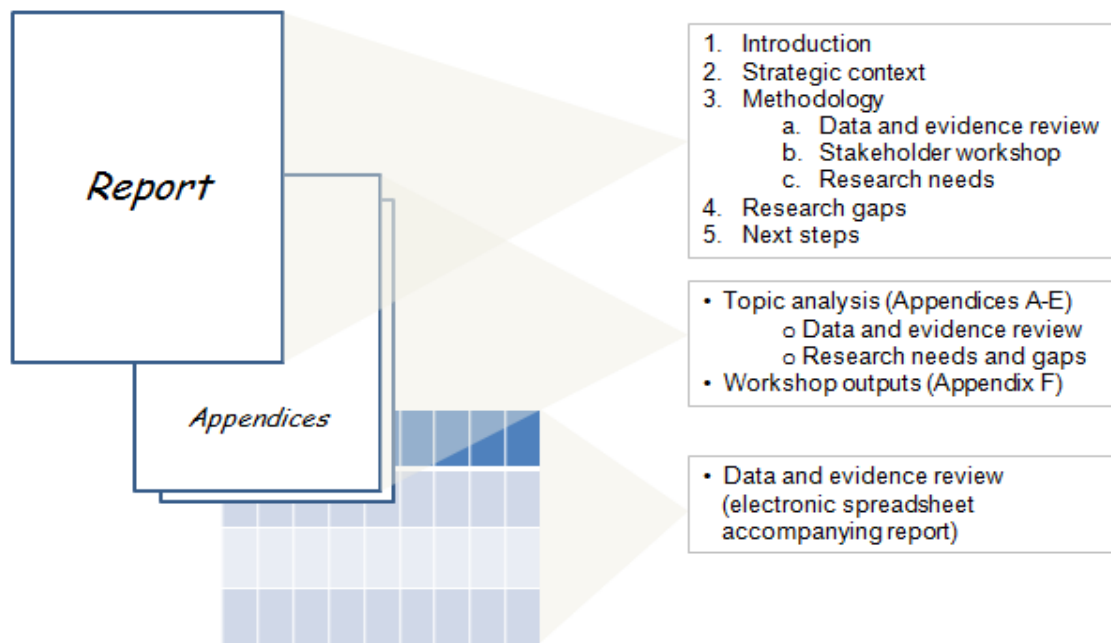 Report
Appendices
1. Introduction
2. Strategic context
3. Methodology
a. Data and evidence review
b. Stakeholder workshop
c. Research needs
4. Research gaps
5. Next steps
• Topic analysis (Appendices A-E)
o Data and evidence review
o Research needs and gaps
• Workshop outputs (Appendix F)
• Data and evidence review
(electronic spreadsheet
accompanying report)